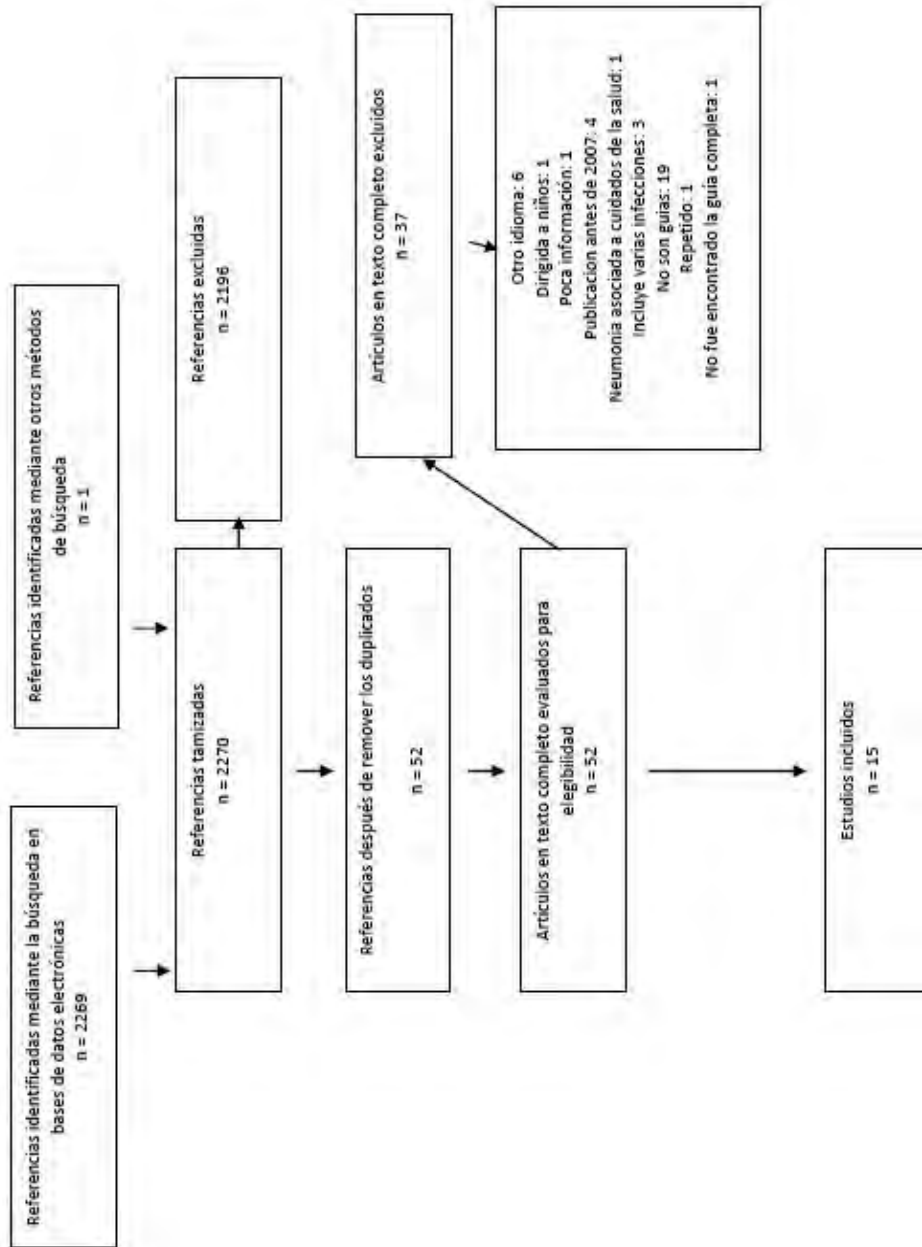 Referencias identificadas mediante la búsqueda en
bases de datos electrónicas
n = 2269
Referencias identificadas mediante otros métodos
de búsqueda
n = 1
Referencias tamizadas
n = 2270
Referencias excluidas
n = 2196
Referencias después de remover los duplicados
n = 52
Artículos en texto completo evaluados para
elegibilidad
n = 52
Artículos en texto completo excluidos
n = 37
Otro idioma: 6
Dirigida a niños: 1
Poca información: 1
Publicacion antes de 2007: 4
Neumonía asociada a cuidados de la salud: 1
Incluye varias infecciones: 3
No son guías: 19
Repetido: 1
No fue encontrado la guía completa: 1
Estudios inicluidos
n = 15